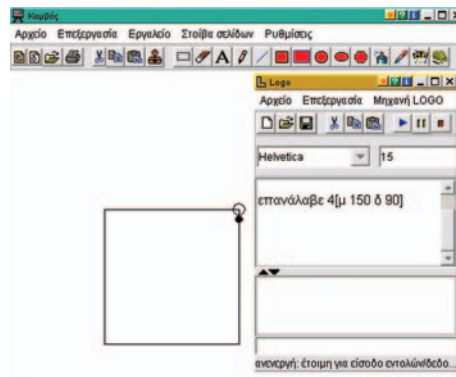 Καμβάς
Αρχείο Επεξεργασία Εργαλείο Στοίβα σελίδων Ρυθμίσεις
Logo
Αρχείο Επεξεργασία Μηχανή LOGO
Helvetica 15
επανάλαβε 4[μ 150 δ 90]
ανενεργή: έτοιμη για είσοδο εντολών/δεδο...